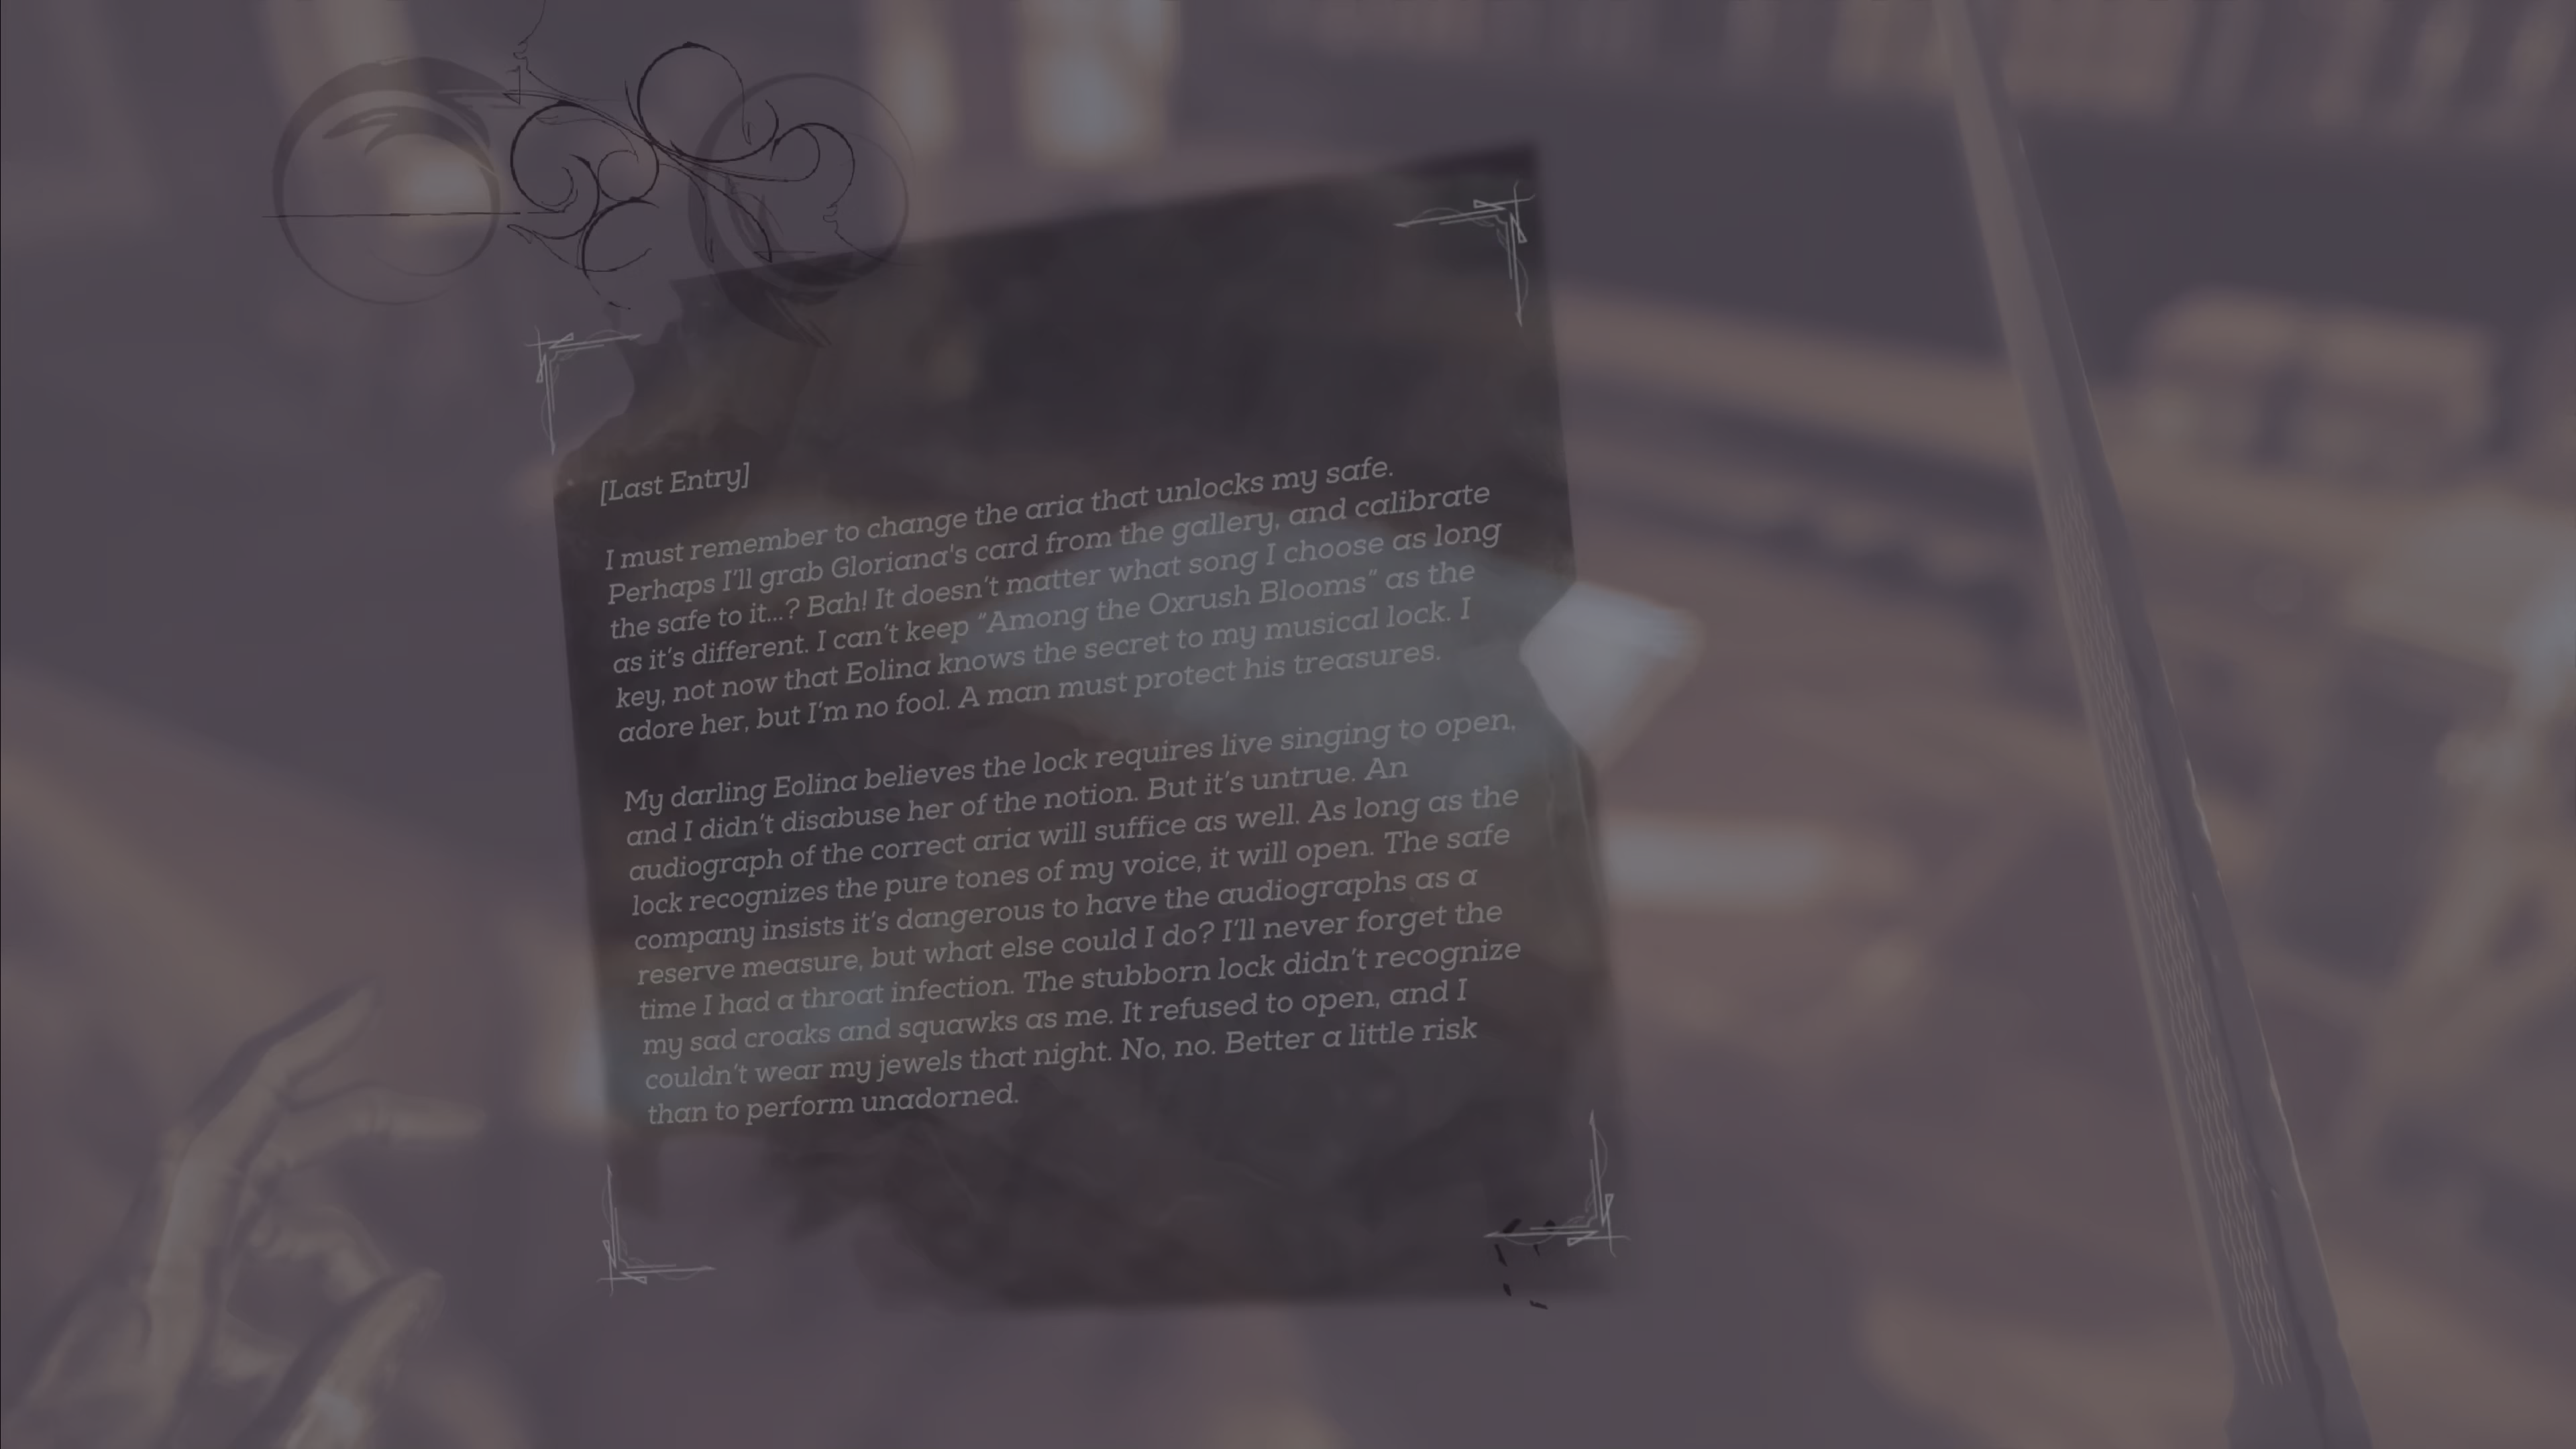 [Last Entry]
I must remember to change the aria that unlocks my safe.
Perhaps I'll grab Gloriana's card from the gallery, and calibrate
the safe to it...? Bah! It doesn't matter what song I choose as long
as it's different. I can't keep “Among the Oxrush Blooms” as the
key, not now that Eolina knows the secret to my musical lock. I
adore her, but I'm no fool. A man must protect his treasures.
My darling Eolina believes the lock requires live singing to open,
and I didn't disabuse her of the notion. But it's untrue. An
audiograph of the correct aria will suffice as well. As long as the
lock recognizes the pure tones of my voice, it will open. The safe
company insists it's dangerous to have the audiographs as a
reserve measure, but what else could I do? I'll never forget the
time I had a throat infection. The stubborn lock didn't recognize
my sad croaks and squawks as me. It refused to open, and I
couldn't wear my jewels that night. No, no. Better a little risk
than to perform unadorned.